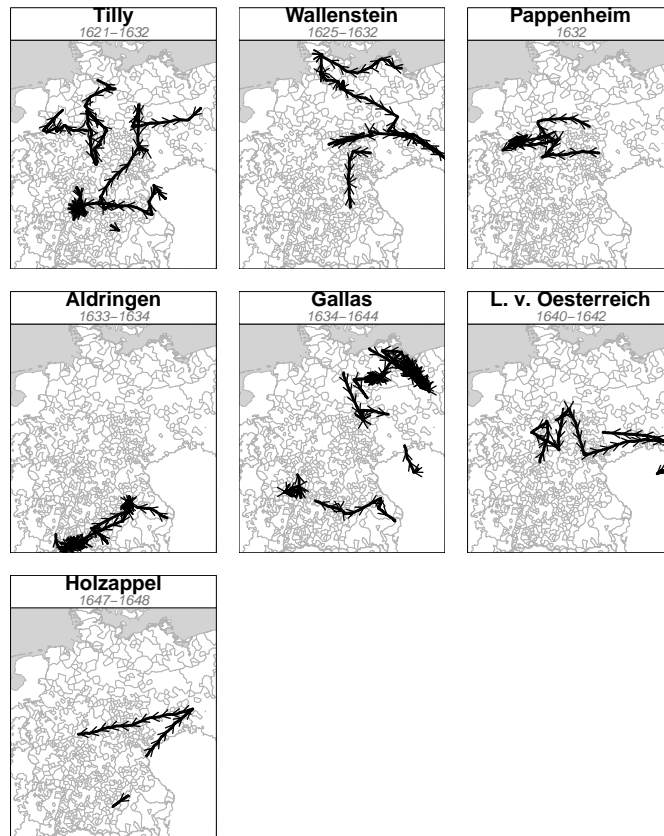 Tilly
1621–1632
Wallenstein
1625–1632
Pappenheim
1632
Aldringen
1633–1634
Gallas
1634–1644
L. v. Oesterreich
1640–1642
Holzappel
1647–1648